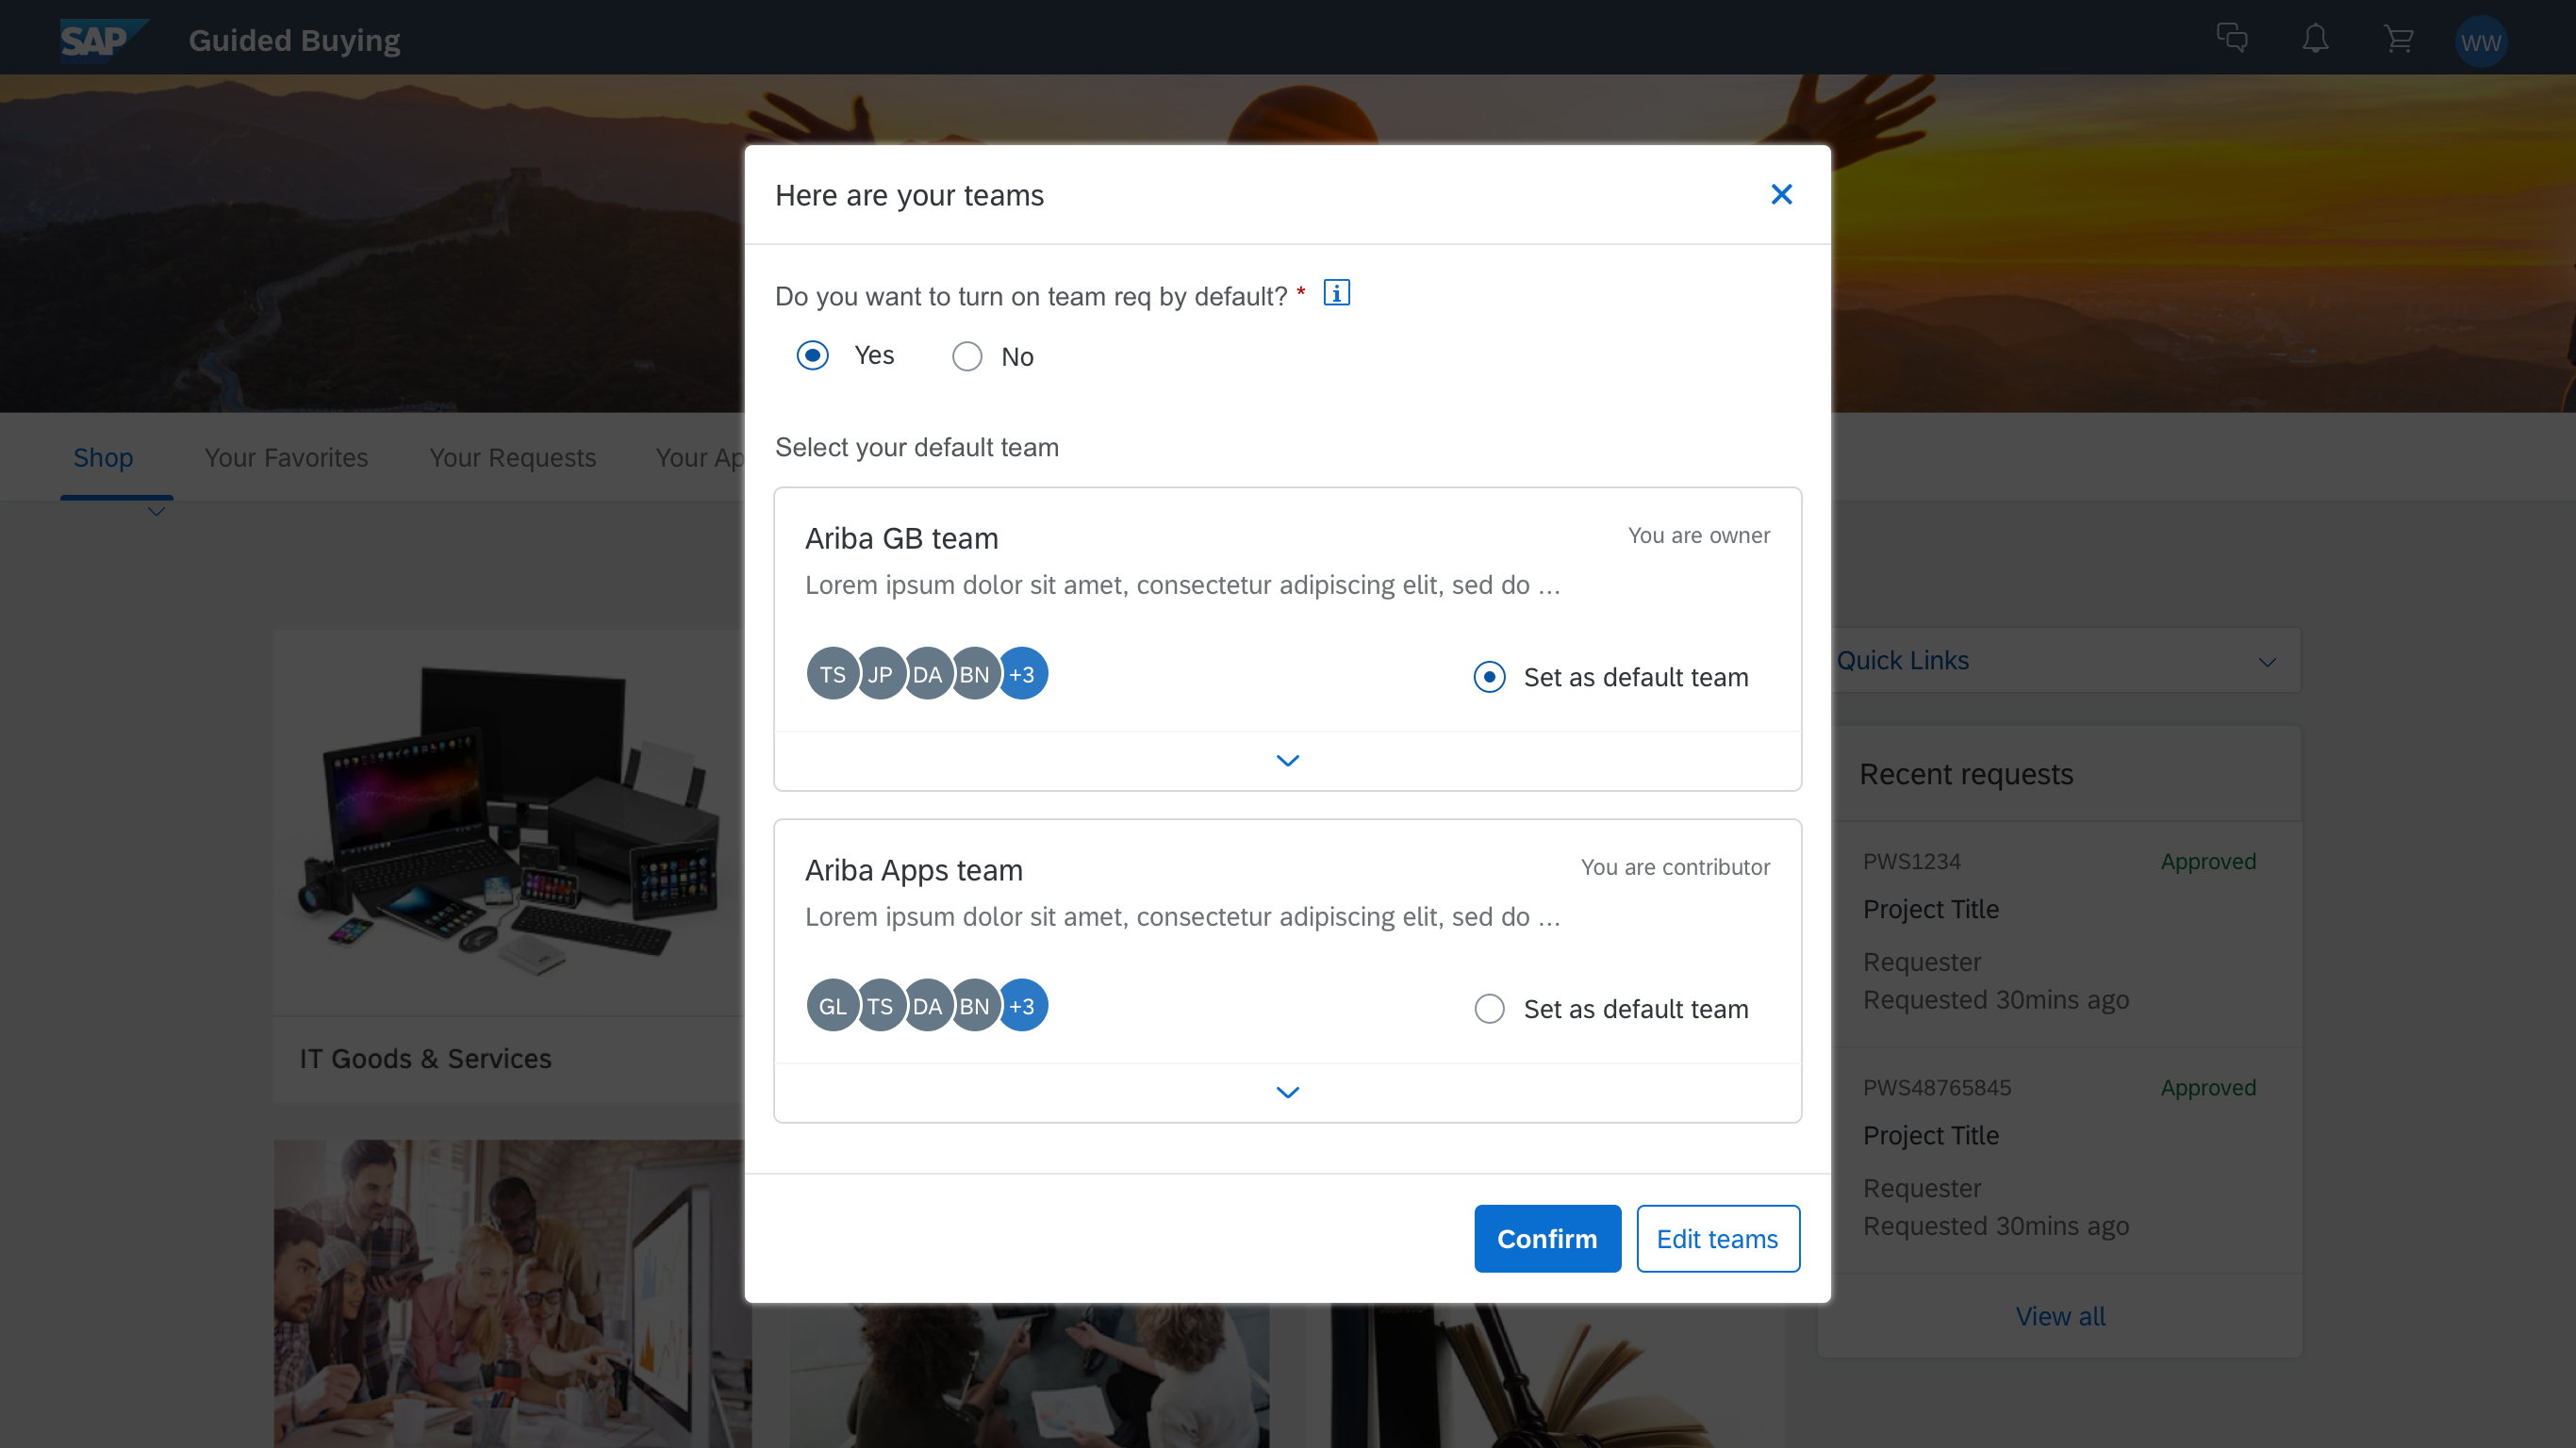 SAP Guided Buying WW
Here are your teams
Do you want to turn on team req by default? *
Yes No
Shop Your Favorites Your Requests Your Ap
Select your default team
Ariba GB team You are owner
Lorem ipsum dolor sit amet, consectetur adipiscing elit, sed do ...
TS JP DA BN +3 Set as default team
Ariba Apps team You are contributor
Lorem ipsum dolor sit amet, consectetur adipiscing elit, sed do ...
GL TS DA BN +3 Set as default team
Confirm Edit teams
IT Goods & Services
Quick Links
Recent requests
PWS1234 Approved
Project Title
Requester
Requested 30mins ago
PWS48765845 Approved
Project Title
Requester
Requested 30mins ago
View all